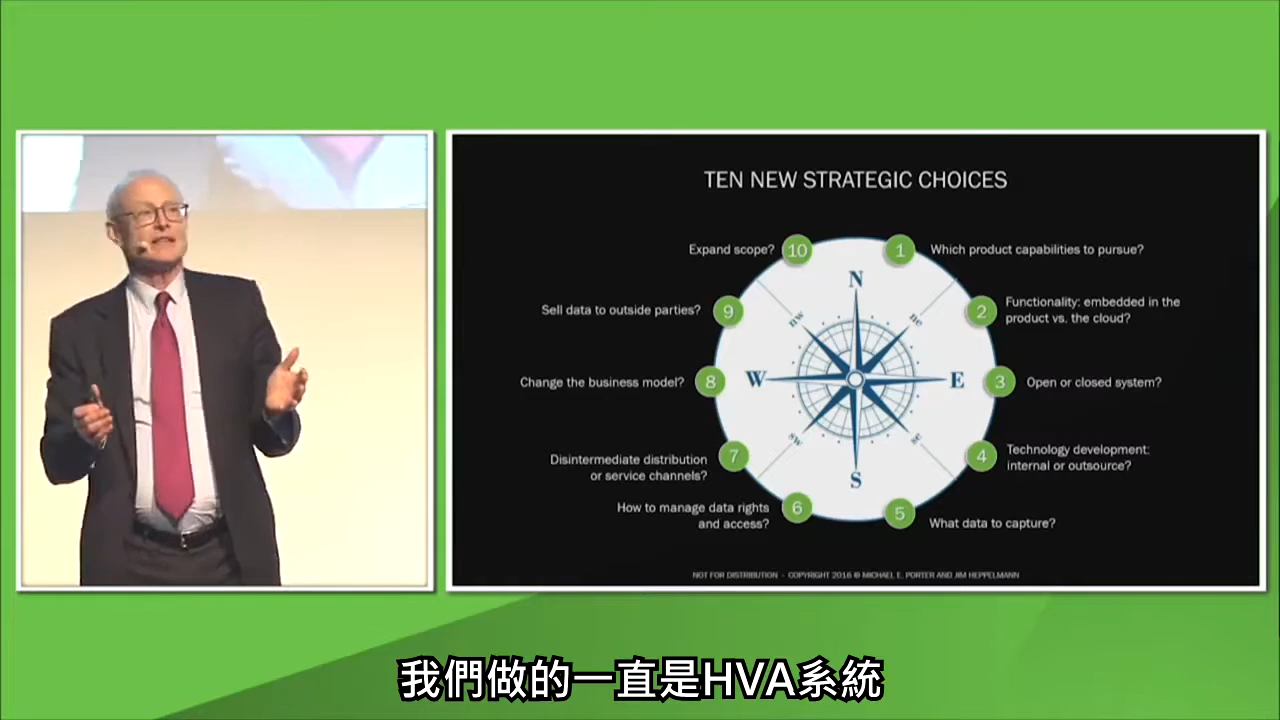 TEN NEW STRATEGIC CHOICES
Expand scope?
10
1
Which product capabilities to pursue?
Sell data to outside parties?
9
2
Functionality: embedded in the
product vs. the cloud?
Change the business model?
8
3
Open or closed system?
Disintermediate distribution
or service channels?
7
4
Technology development:
internal or outsource?
How to manage data rights
and access?
6
5
What data to capture?
N
nw
ne
W
E
sw
se
S
NOT FOR DISTRIBUTION - COPYRIGHT 2016 © MICHAEL E. PORTER AND JIM HEPPELMANN
我們做的一直是HVA系統